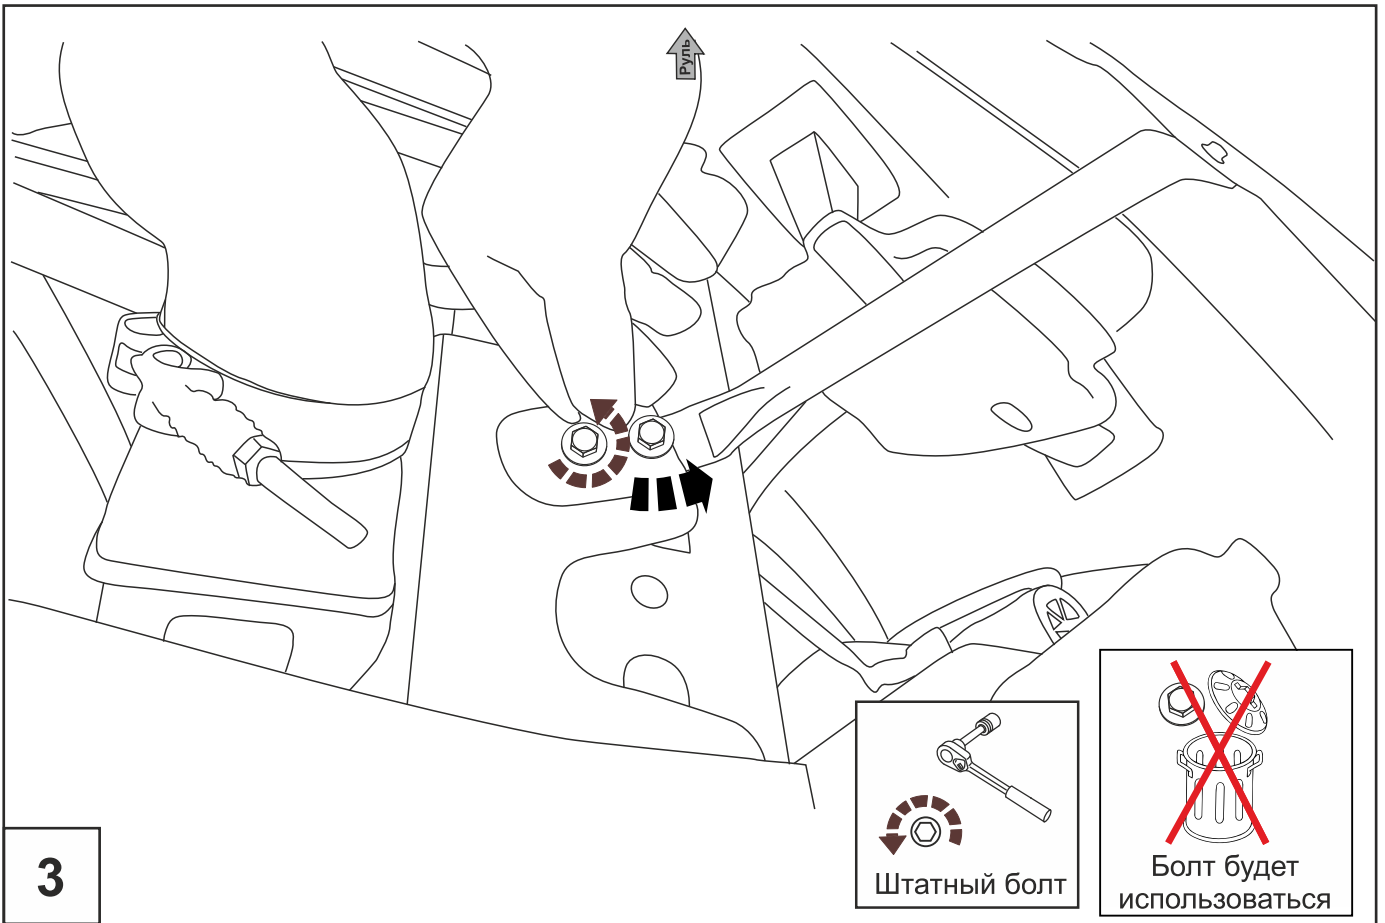 Руль
Штатный болт
Болт будет
использоваться
3